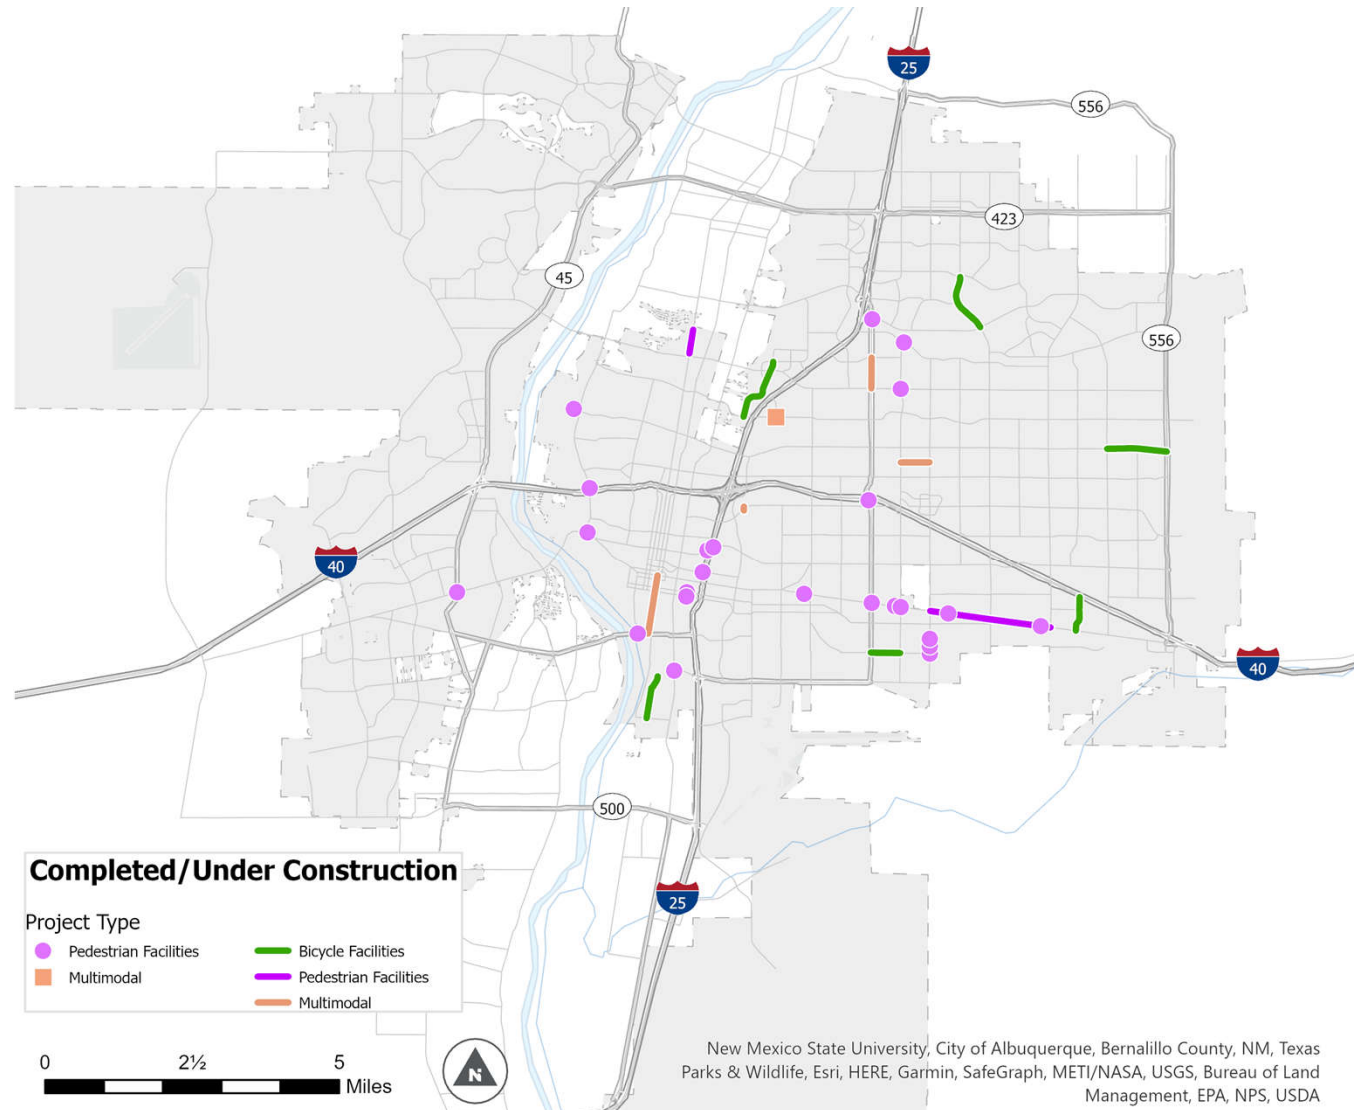 25
556
423
45
556
40
40
500
25
Completed/Under Construction
Project Type
Pedestrian Facilities
Multimodal
Bicycle Facilities
Pedestrian Facilities
Multimodal
0 2½ 5
Miles
N
New Mexico State University, City of Albuquerque, Bernalillo County, NM, Texas
Parks & Wildlife, Esri, HERE, Garmin, SafeGraph, METI/NASA, USGS, Bureau of Land
Management, EPA, NPS, USDA